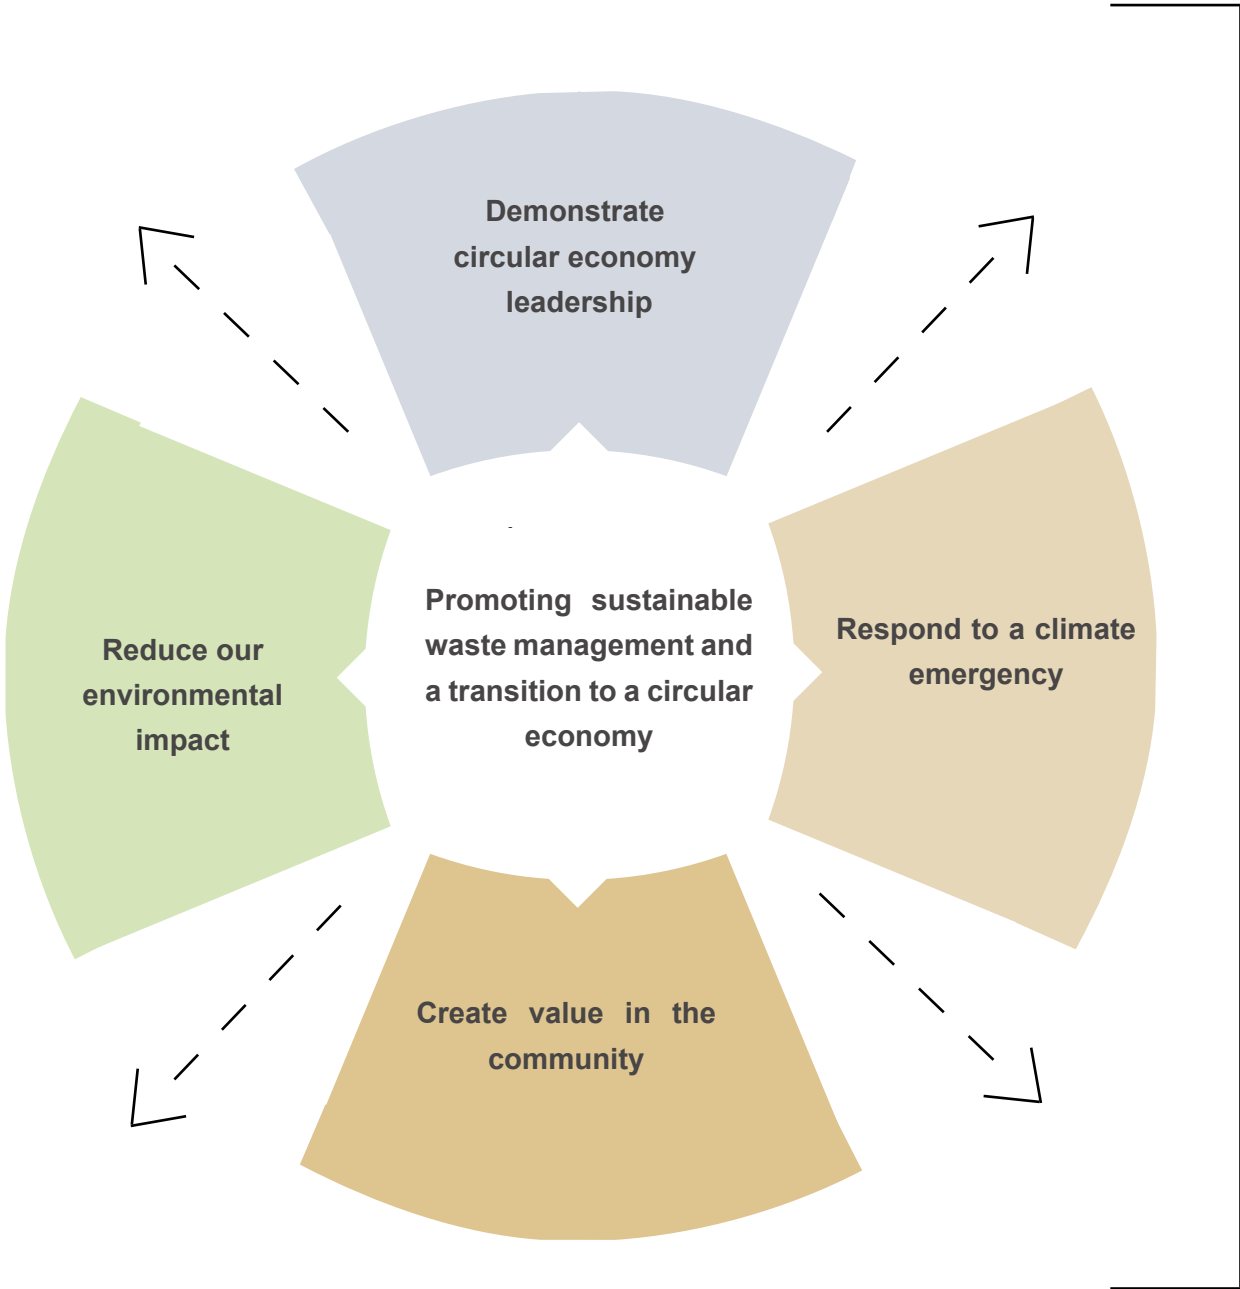 Demonstrate
circular economy
leadership
Promoting sustainable
waste management and
a transition to a circular
economy
Respond to a climate
emergency
Reduce our
environmental
impact
Create value in the
community